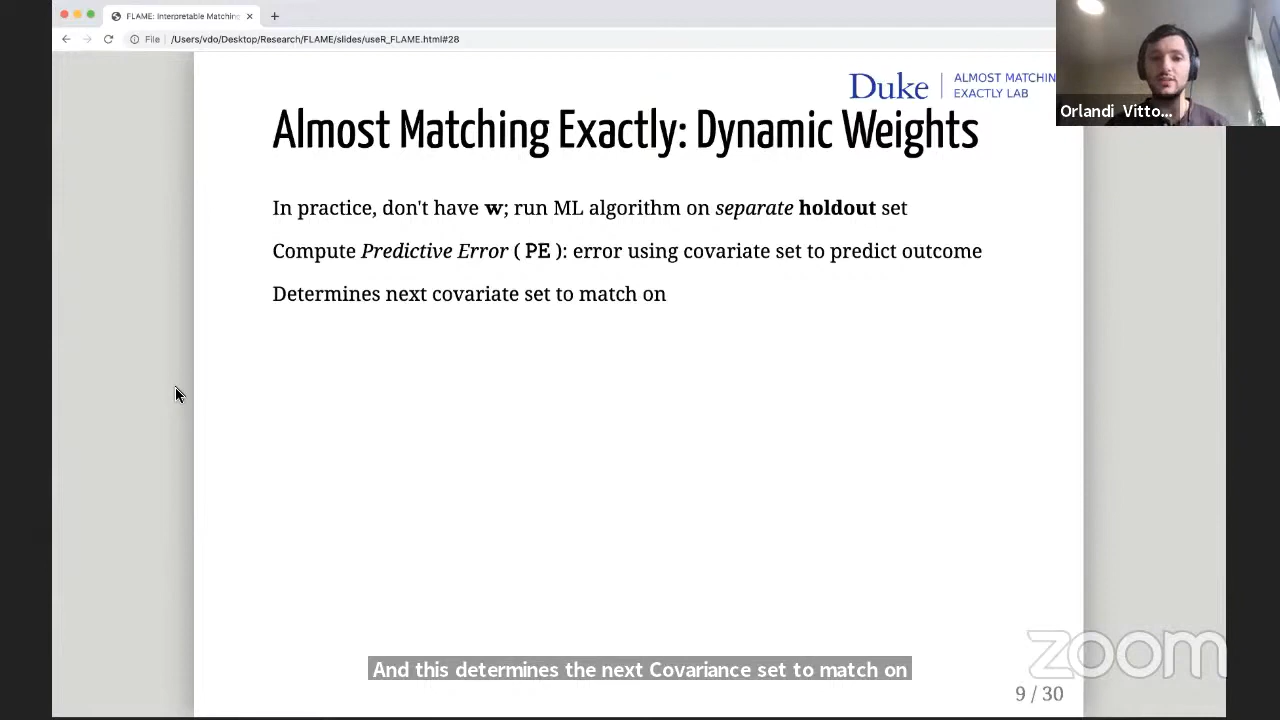 FLAME: Interpretable Matching
File /Users/vdo/Desktop/Research/FLAME/slides/useR_FLAME.html#28
Duke
ALMOST MATCHIN
EXACTLY LAB
Orlandi Vitto...
Almost Matching Exactly: Dynamic Weights
In practice, don't have w; run ML algorithm on separate holdout set
Compute Predictive Error ( PE ): error using covariate set to predict outcome
Determines next covariate set to match on
And this determines the next Covariance set to match on
zoom
9 / 30